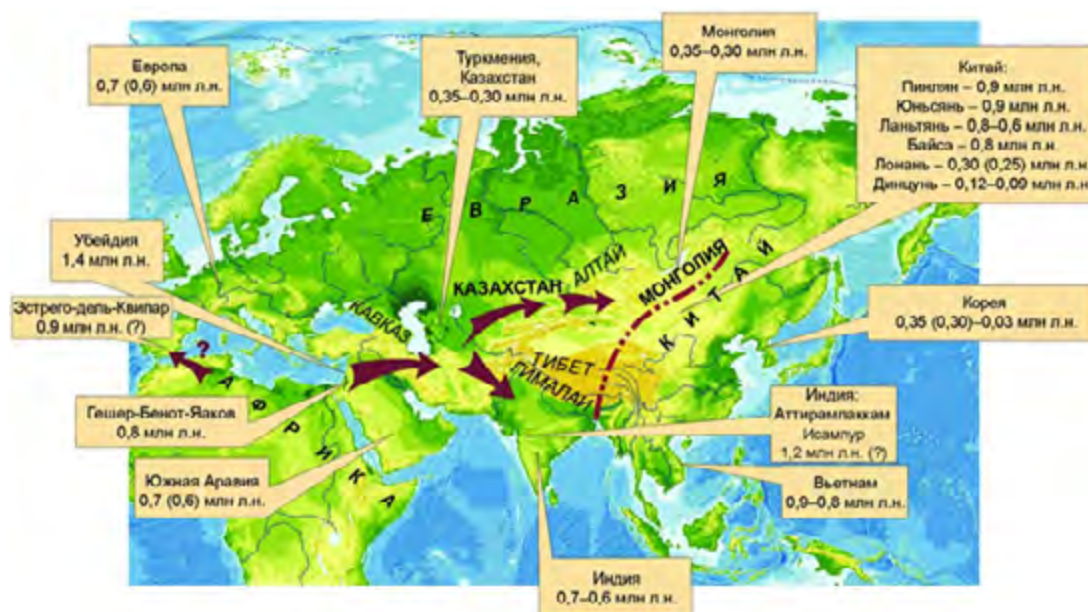 Европа
0,7 (0,6) млн л.н.
Туркмения,
Казахстан
0,35–0,30 млн л.н.
Монголия
0,35–0,30 млн л.н.
Китай:
Пинлян – 0,9 млн л.н.
Юньсянь – 0,9 млн л.н.
Ланьтянь – 0,8–0,6 млн л.н.
Байсэ – 0,8 млн л.н.
Лонань – 0,30 (0,25) млн л.н.
Динцунь – 0,12–0,09 млн л.н.
Убейдия
1,4 млн л.н.
Эстрего-дель-Квипар
0,9 млн л.н. (?)
?
Гешер-Бенот-Яаков
0,8 млн л.н.
Южная Аравия
0,7 (0,6) млн л.н.
ЕВРАЗИЯ
КАЗАХСТАН
АЛТАЙ
МОНГОЛИЯ
КИТАЙ
КАВКАЗ
ТИБЕТ
ГИМАЛАИ
АФРИКА
Корея
0,35 (0,30)–0,03 млн л.н.
Индия:
Аттирампаккам
Исампур
1,2 млн л.н. (?)
Вьетнам
0,9–0,8 млн л.н.
Индия
0,7–0,6 млн л.н.